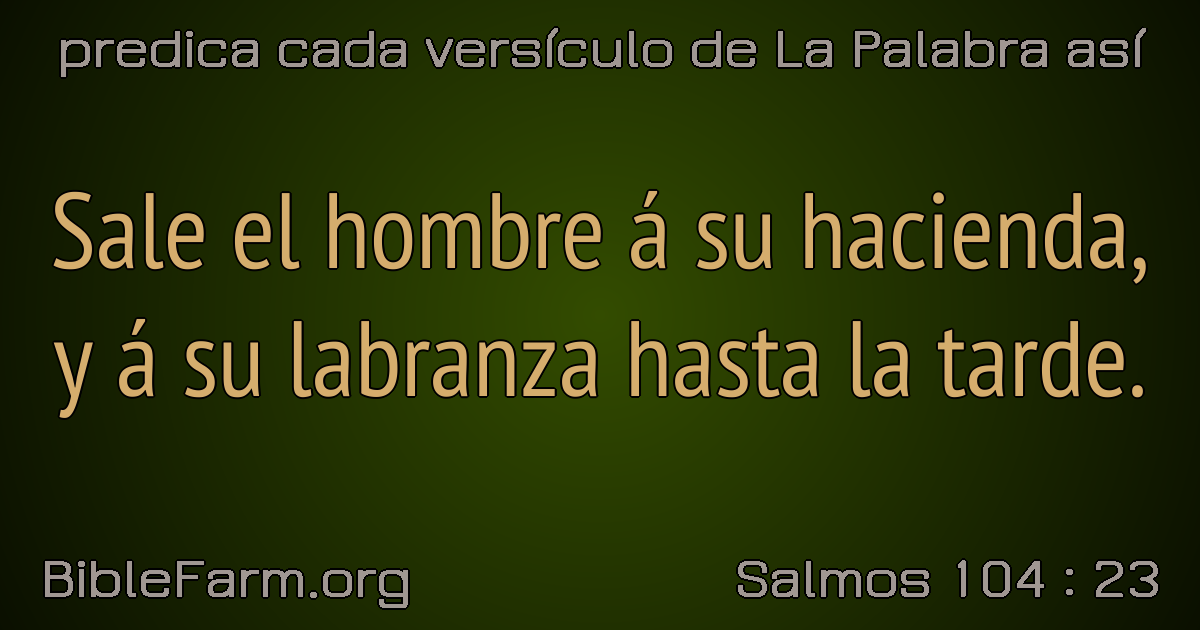 predica cada versículo de La Palabra así
Sale el hombre á su hacienda,
y á su labranza hasta la tarde.
BibleFarm.org
Salmos 104 : 23